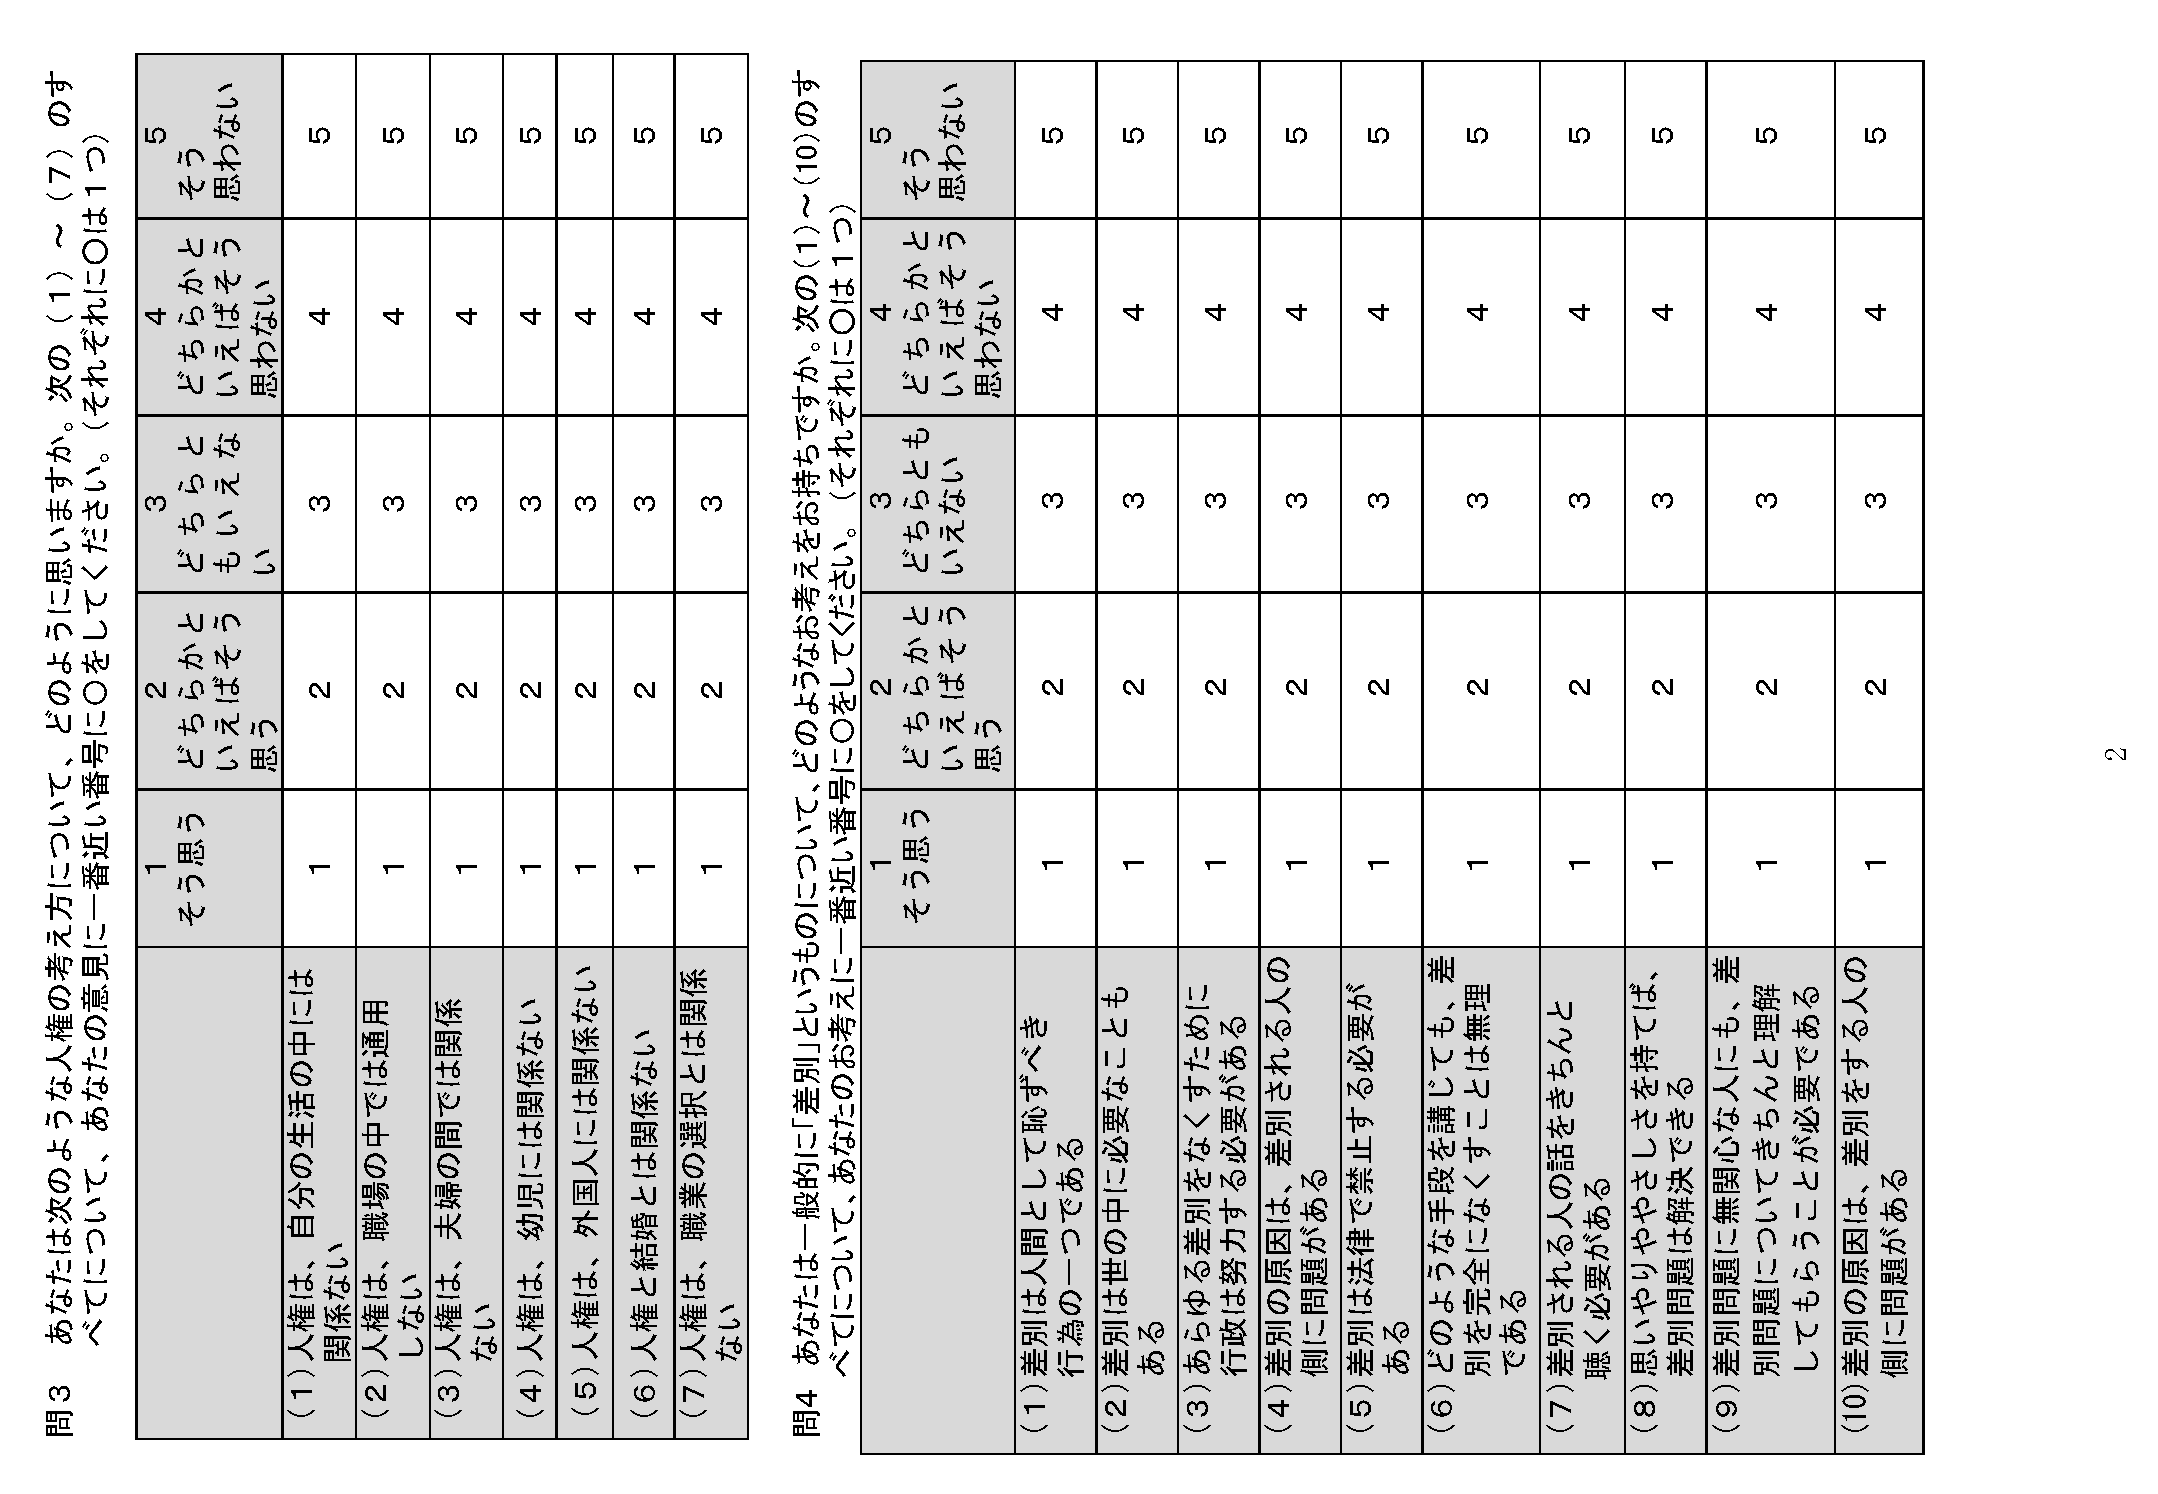 問３　あなたは次のような人権の考え方について、どのように思いますか。次の（１）～（７）のす
べてについて、あなたの意見に一番近い番号に〇をしてください。（それぞれに〇は１つ）
１ ２ ３ ４ ５
そう思う どちらかと どちらと どちらかと そう
いえばそう もいえな いえばそう 思わない
思う い 思わない
（１）人権は、自分の生活の中には １ ２ ３ ４ ５
関係ない
（２）人権は、職場の中では通用 １ ２ ３ ４ ５
しない
（３）人権は、夫婦の間では関係 １ ２ ３ ４ ５
ない
（４）人権は、幼児には関係ない １ ２ ３ ４ ５
（５）人権は、外国人には関係ない １ ２ ３ ４ ５
（６）人権と結婚とは関係ない １ ２ ３ ４ ５
（７）人権は、職業の選択とは関係 １ ２ ３ ４ ５
ない
問４　あなたは一般的に「差別」というものについて、どのようなお考えをお持ちですか。次の（１）～（10）のす
べてについて、あなたのお考えに一番近い番号に〇をしてください。（それぞれに〇は１つ）
１ ２ ３ ４ ５
そう思う どちらかと どちらとも どちらかと そう
いえばそう いえない いえばそう 思わない
思う 思わない
（１）差別は人間として恥ずべき １ ２ ３ ４ ５
行為の一つである
（２）差別は世の中に必要なことも １ ２ ３ ４ ５
ある
（３）あらゆる差別をなくすために １ ２ ３ ４ ５
行政は努力する必要がある
（４）差別の原因は、差別される人の １ ２ ３ ４ ５
側に問題がある
（５）差別は法律で禁止する必要が １ ２ ３ ４ ５
ある
（６）どのような手段を講じても、差 １ ２ ３ ４ ５
別を完全になくすことは無理
である
（７）差別される人の話をきちんと １ ２ ３ ４ ５
聴く必要がある
（８）思いやりややさしさを持てば、 １ ２ ３ ４ ５
差別問題は解決できる
（９）差別問題に無関心な人にも、差 １ ２ ３ ４ ５
別問題についてきちんと理解
してもらうことが必要である
（10）差別の原因は、差別をする人の １ ２ ３ ４ ５
側に問題がある
2